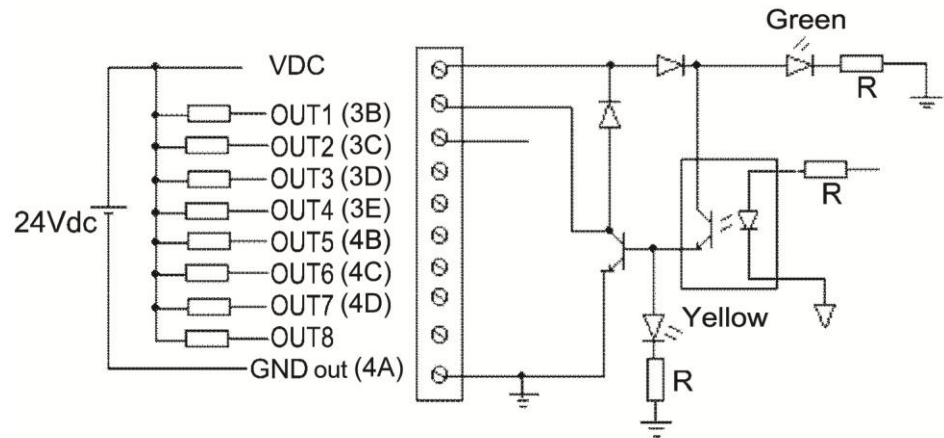 Green
VDC
R
OUT1 (3B)
OUT2 (3C)
OUT3 (3D)
R
OUT4 (3E)
24Vdc
OUT5 (4B)
OUT6 (4C)
OUT7 (4D)
Yellow
OUT8
GND out (4A)
R